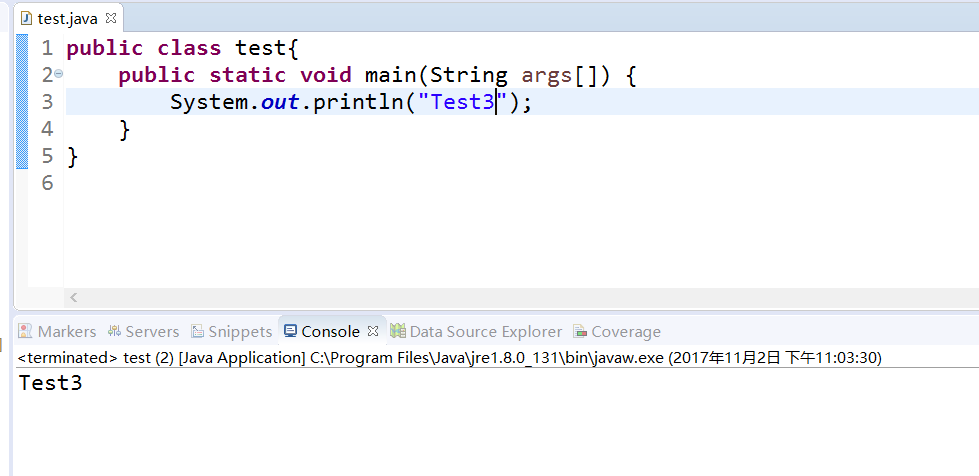 test.java
1 public class test{
2 public static void main(String args[]) {
3 System.out.println("Test3");
4 }
5 }
6
Markers Servers Snippets Console Data Source Explorer Coverage
<terminated> test (2) [Java Application] C:\Program Files\Java\jre1.8.0_131\bin\javaw.exe (2017年11月2日 下午11:03:30)
Test3